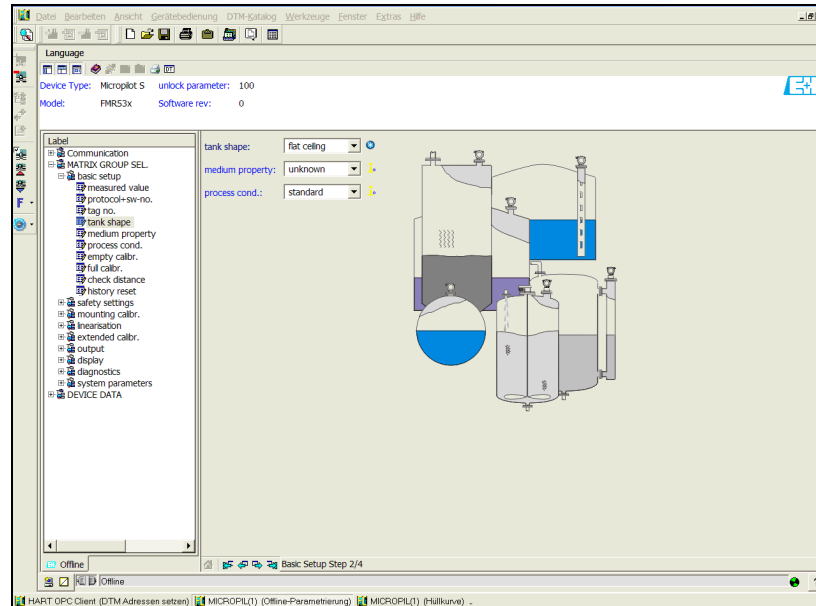 Datei Bearbeiten Ansicht Gerätebedienung DTM-Katalog Werkzeuge Fenster Extras Hilfe
Language
Device Type: Micropilot S unlock parameter: 100
Model: FMR53x Software rev: 0
Label
Communication
MATRIX GROUP SEL.
basic setup
measured value
protocol+sw-no.
tag no.
tank shape
medium property
process cond.
empty calibr.
full calibr.
check distance
history reset
safety settings
mounting calibr.
linearisation
extended calibr.
output
display
diagnostics
system parameters
DEVICE DATA
tank shape: flat ceiling
medium property: unknown
process cond.: standard
Offline
Basic Setup Step 2/4
Offline
HART OPC Client (DTM Adressen setzen) MICROPIL(1) (Offline-Parametrierung) MICROPIL(1) (Hüllkurve)